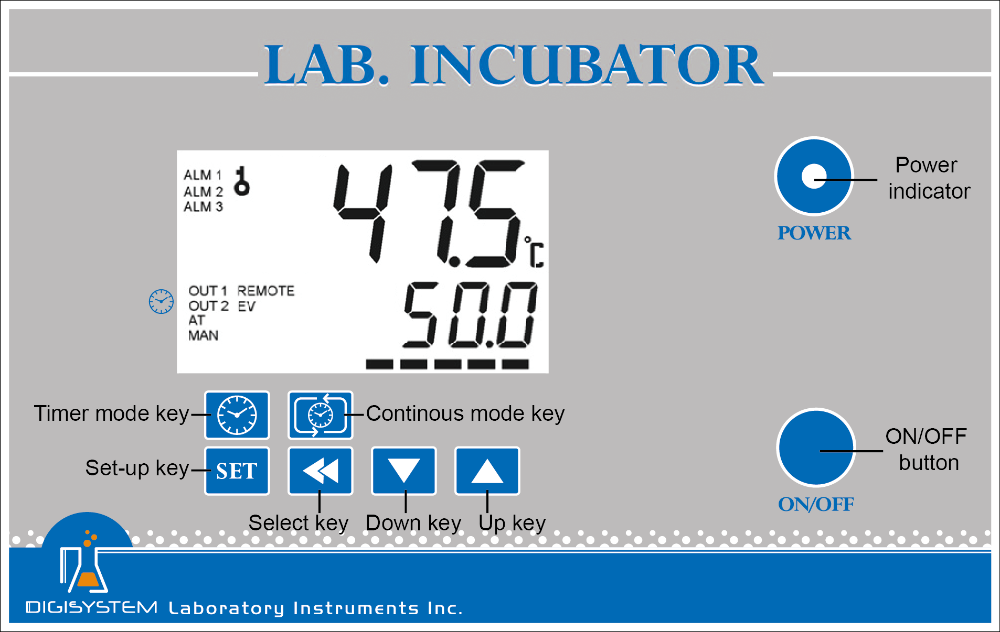 LAB. INCUBATOR
ALM 1
ALM 2
ALM 3
47.5 °C
OUT 1 REMOTE
OUT 2 EV
AT
MAN
50.0
Power
indicator
POWER
Timer mode key
Continous mode key
Set-up key
SET
Select key
Down key
Up key
ON/OFF
button
ON/OFF
DIGISYSTEM Laboratory Instruments Inc.